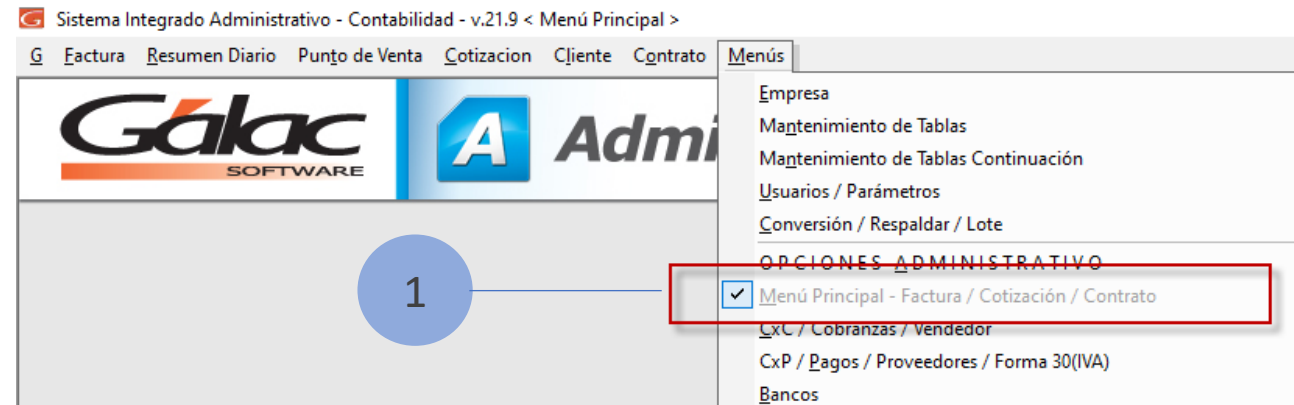 G Sistema Integrado Administrativo - Contabilidad - v.21.9 < Menú Principal >
G Factura Resumen Diario Punto de Venta Cotizacion Cliente Contrato Menús
Gálac
SOFTWARE
A Admi
Empresa
Mantenimiento de Tablas
Mantenimiento de Tablas Continuación
Usuarios / Parámetros
Conversión / Respaldar / Lote
OPCIONES ADMINISTRATIVO
1
Menú Principal - Factura / Cotización / Contrato
CxC / Cobranzas / Vendedor
CxP / Pagos / Proveedores / Forma 30(IVA)
Bancos